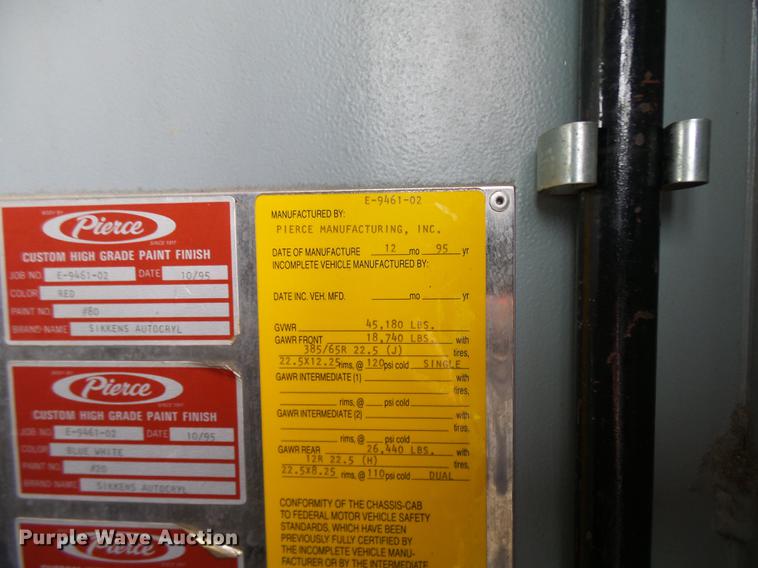 BODY BY
Pierce
SINCE 1917
CUSTOM HIGH GRADE PAINT FINISH
JOB NO. E-9461-02 DATE 10/95
COLOR RED
PAINT NO. #80
BRAND NAME SIKKENS AUTOCRYL
Pierce
CUSTOM HIGH GRADE PAINT FINISH
JOB NO. E-9461-02 DATE 10/95
COLOR BLUE WHITE
PAINT NO. #20
BRAND NAME SIKKENS AUTOCRYL
Pierce
E-9461-02
MANUFACTURED BY:
PIERCE MANUFACTURING, INC.
DATE OF MANUFACTURE 12 mo 95 yr
INCOMPLETE VEHICLE MANUFACTURED BY:
DATE INC. VEH. MFD. mo yr
GVWR 45,180 LBS.
GAWR FRONT 18,740 LBS. with
385/65R 22.5 (J) tires,
22.5X12.25 rims, @ 120 psi cold SINGLE
GAWR INTERMEDIATE (1) with
tires,
rims, @ psi cold
GAWR INTERMEDIATE (2) with
tires,
rims, @ psi cold
GAWR REAR 26,440 LBS. with
12R 22.5 (H) tires,
22.5X8.25 rims, @ 110 psi cold DUAL
CONFORMITY OF THE CHASSIS-CAB
TO FEDERAL MOTOR VEHICLE SAFETY
STANDARDS, WHICH HAVE BEEN
PREVIOUSLY FULLY CERTIFIED BY
THE INCOMPLETE VEHICLE MANU-
FACTURER OR BY THE INTERMEDIATE
Purple Wave Auction